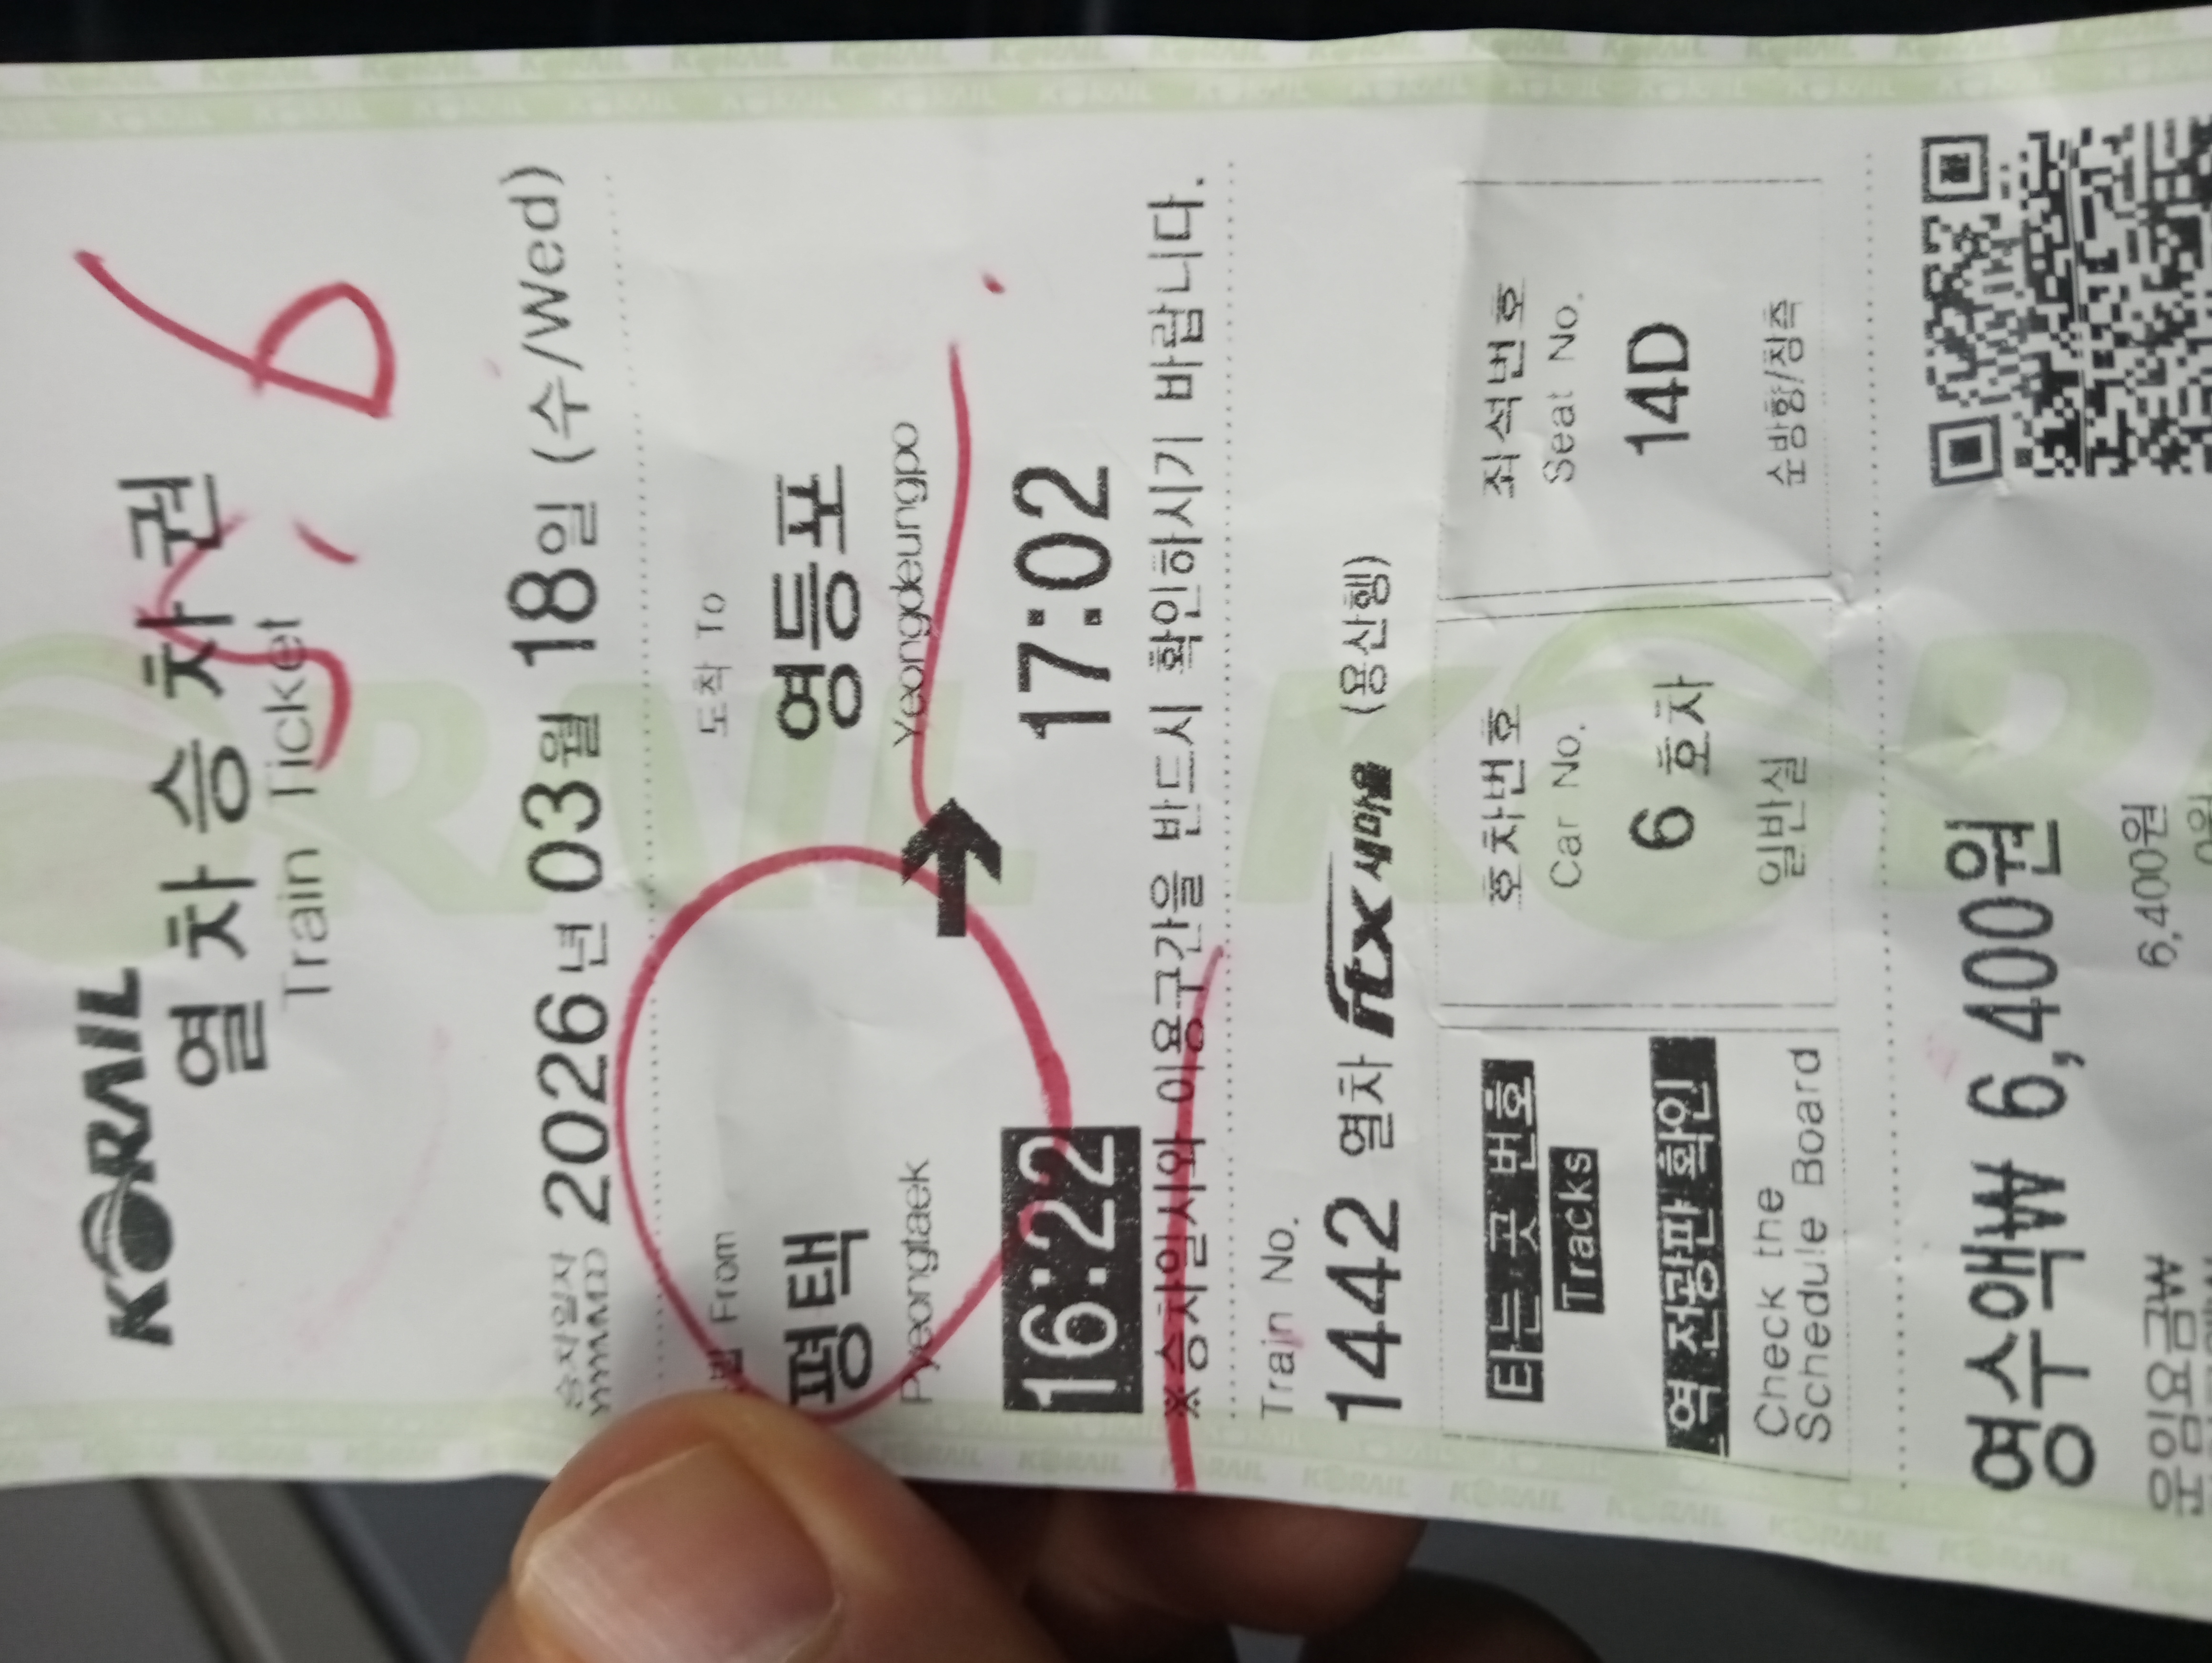 KORAIL
열 차 승 차 권
Train Ticket
5, 6
승차일자 2026년 03월 18일 (수/Wed)
From 도착 To
평택 영등포
Pyeongtaek Yeongdeungpo
16:22 → 17:02
※승차일시와 이용구간을 반드시 확인하시기 바랍니다.
Train No.
1442 열차 itx 새마을 (용산행)
타는 곳 번호 호차번호 좌석번호
Tracks Car No. Seat No.
역 전광판 확인 6 호차 14D
Check the Schedule Board 일반실 순방향/창측
영수액₩ 6,400원
6,400원